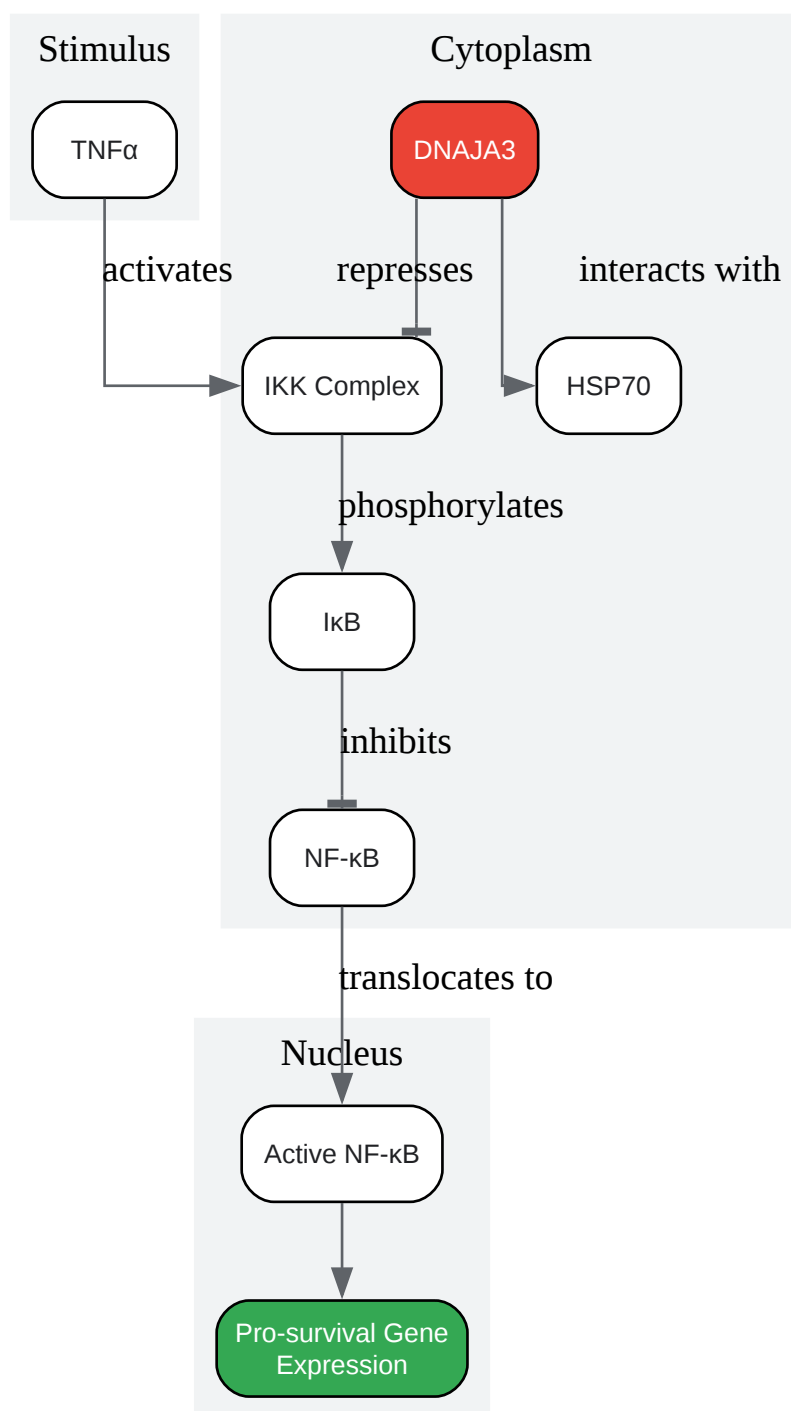 Stimulus
Cytoplasm
TNFα
DNAJA3
activates
represses
interacts with
IKK Complex
HSP70
phosphorylates
IκB
inhibits
NF-κB
translocates to
Nucleus
Active NF-κB
Pro-survival Gene
Expression